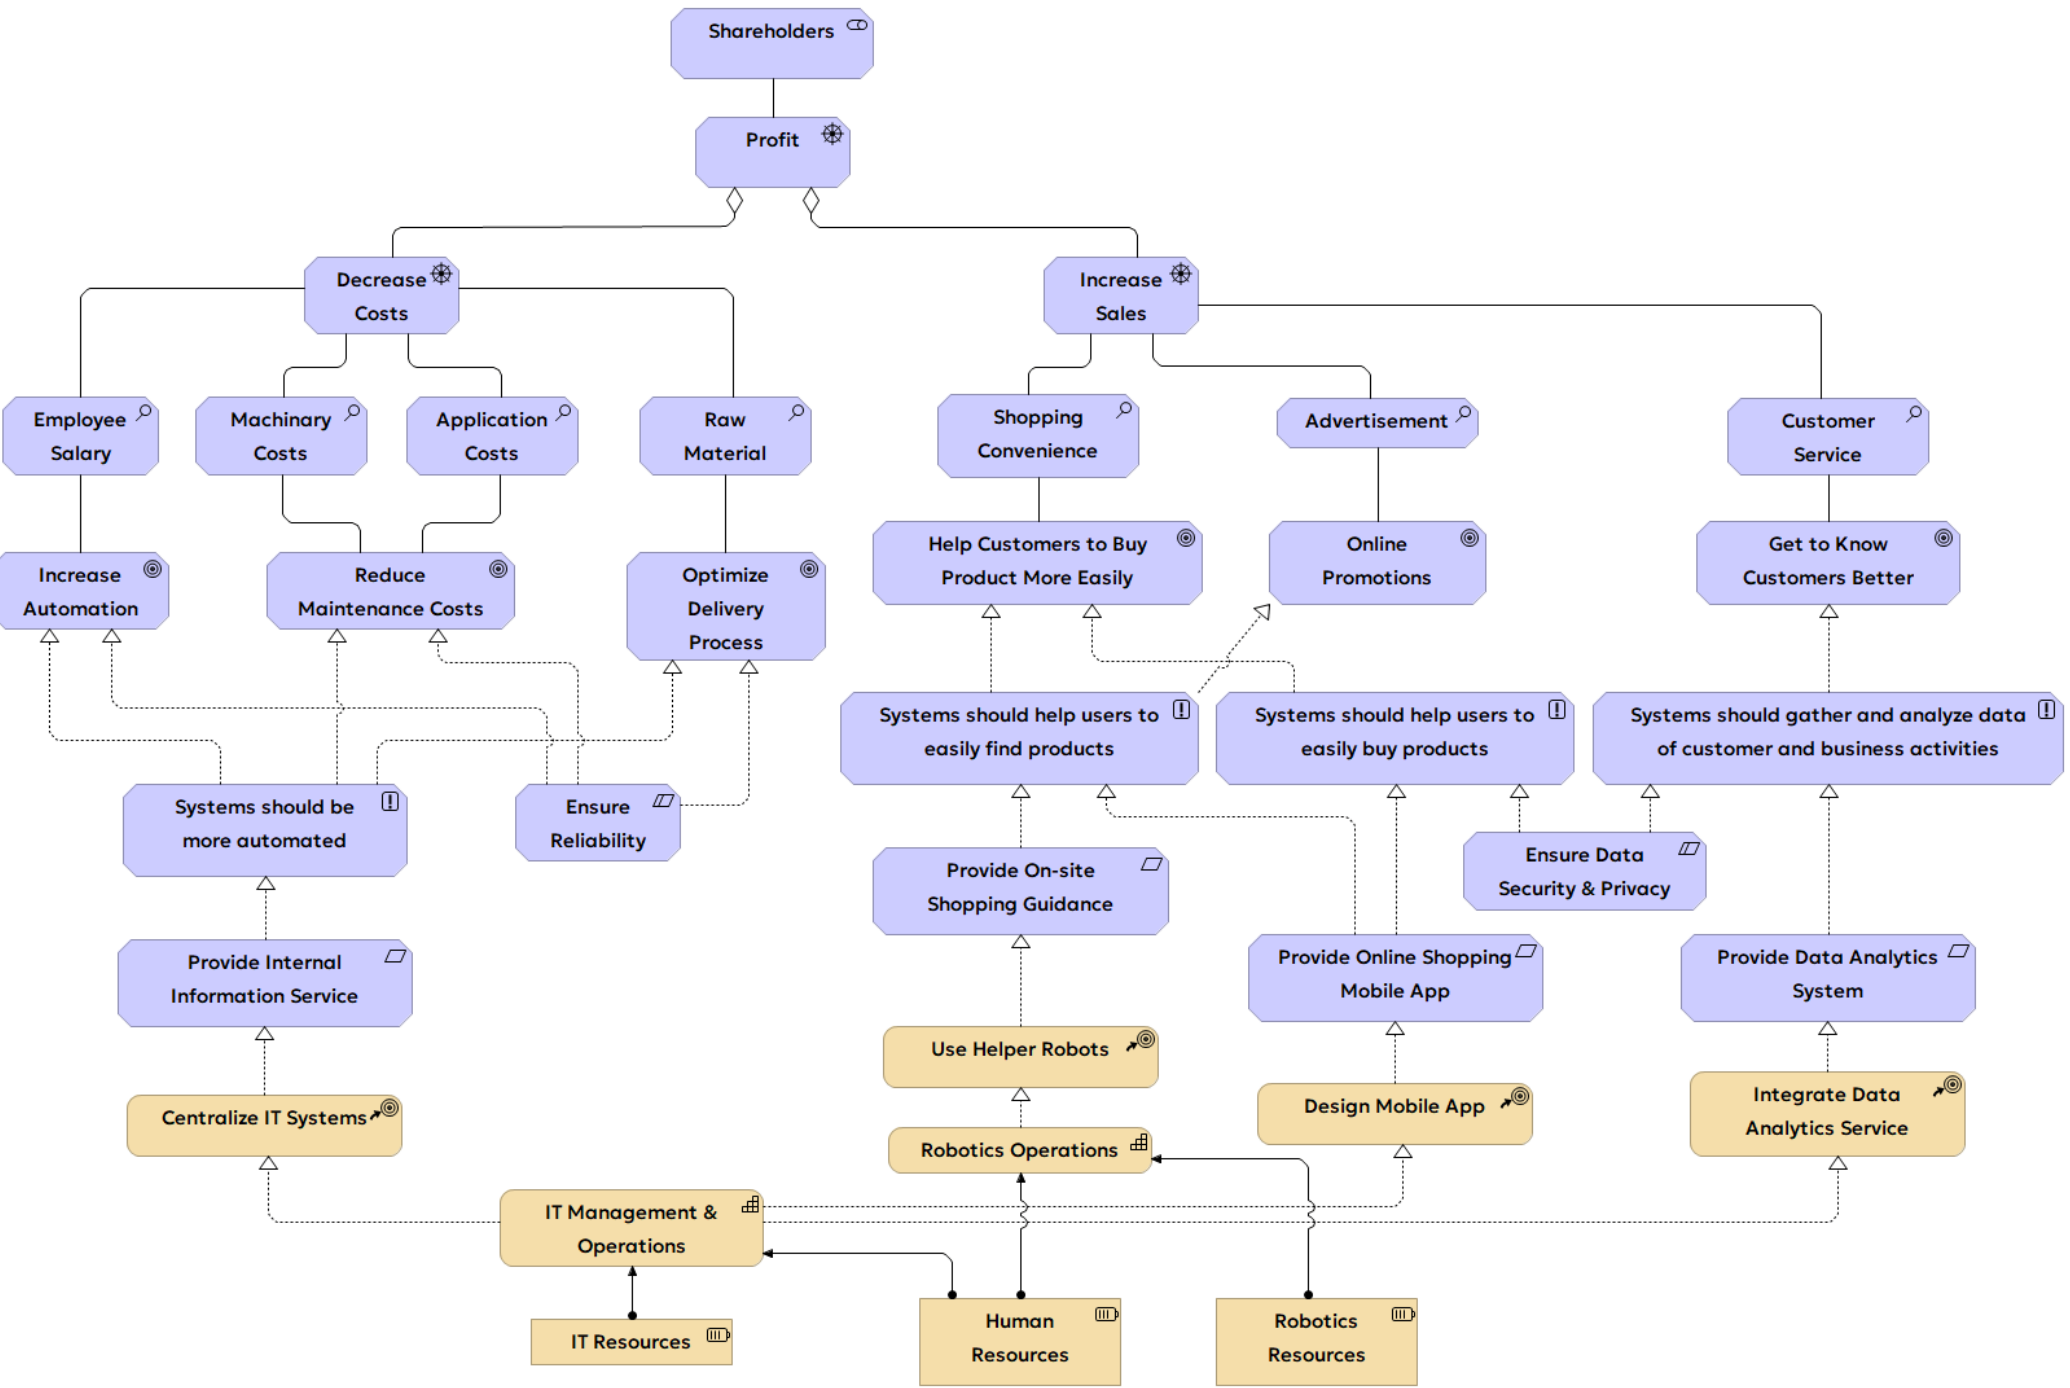 Shareholders
Profit
Decrease
Costs
Increase
Sales
Employee
Salary
Machinary
Costs
Application
Costs
Raw
Material
Shopping
Convenience
Advertisement
Customer
Service
Increase
Automation
Reduce
Maintenance Costs
Optimize
Delivery
Process
Help Customers to Buy
Product More Easily
Online
Promotions
Get to Know
Customers Better
Systems should be
more automated
Ensure
Reliability
Systems should help users to
easily find products
Systems should help users to
easily buy products
Systems should gather and analyze data
of customer and business activities
Provide On-site
Shopping Guidance
Ensure Data
Security & Privacy
Provide Internal
Information Service
Provide Online Shopping
Mobile App
Provide Data Analytics
System
Centralize IT Systems
Use Helper Robots
Design Mobile App
Integrate Data
Analytics Service
Robotics Operations
IT Management &
Operations
IT Resources
Human
Resources
Robotics
Resources